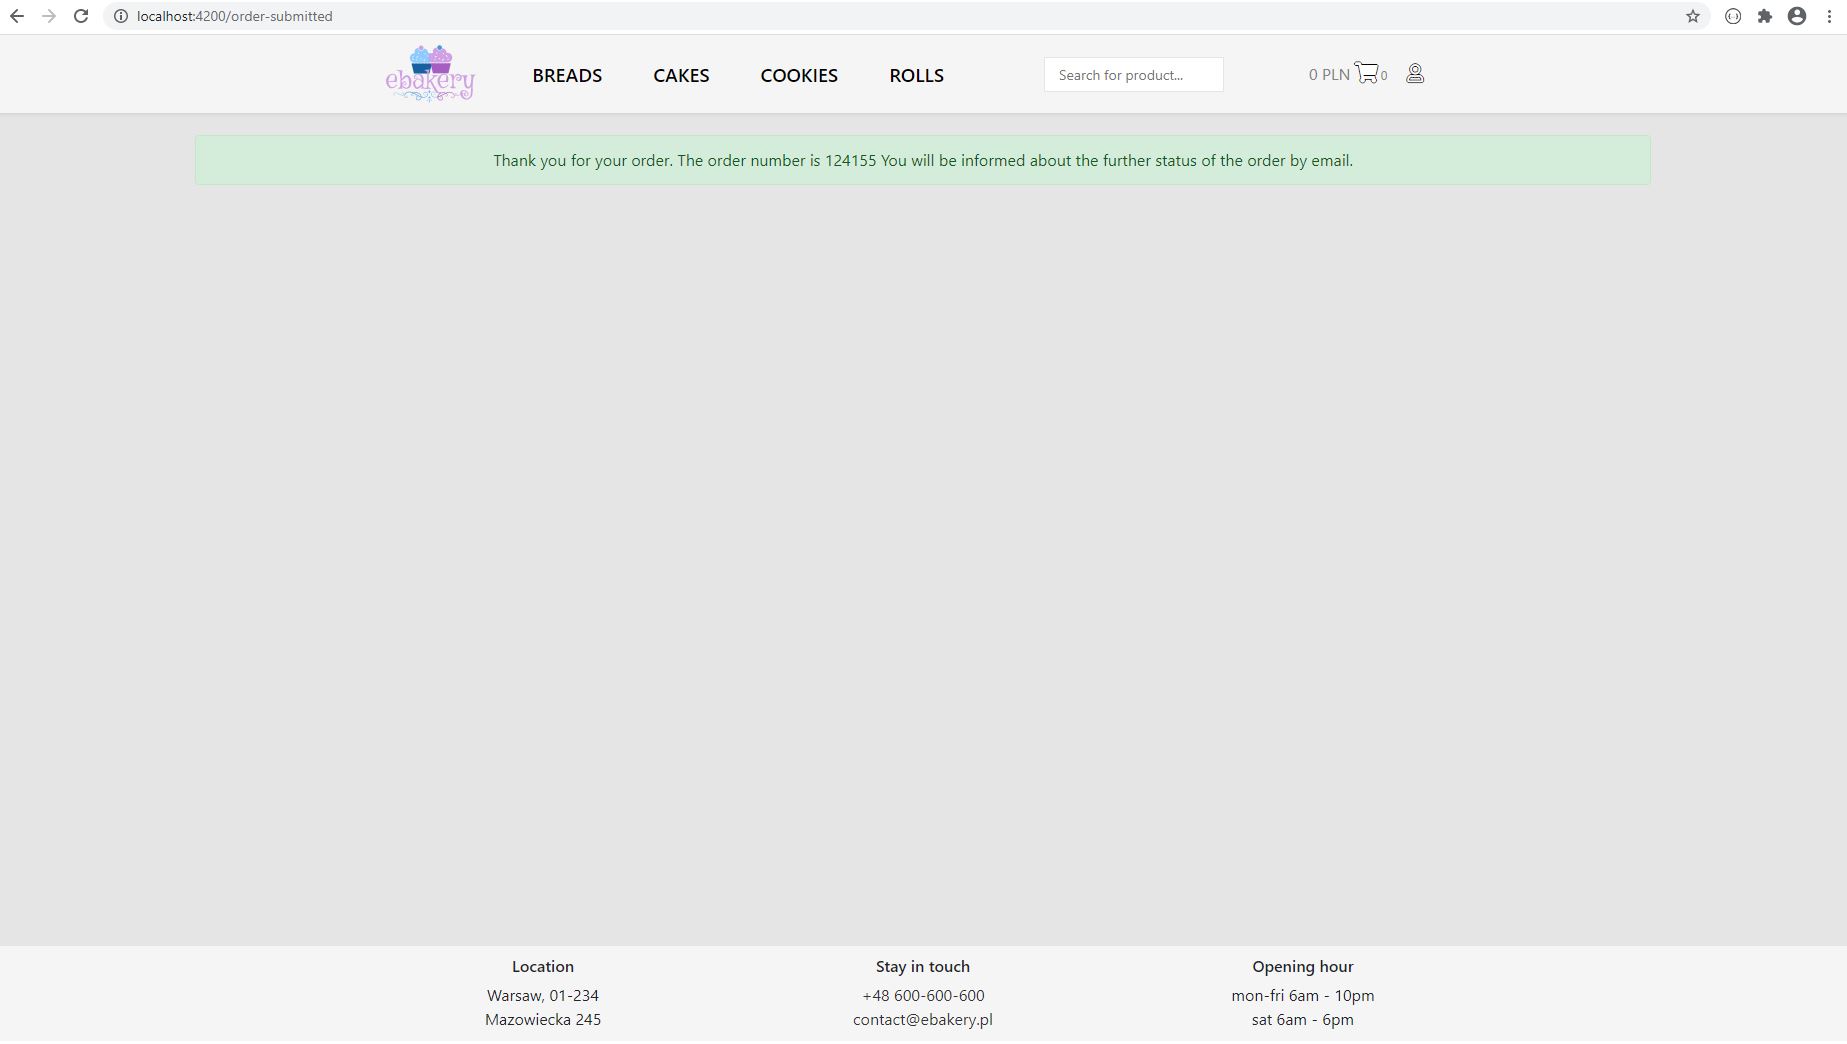 localhost:4200/order-submitted
ebakery
BREADS CAKES COOKIES ROLLS
Search for product...
0 PLN 0
Thank you for your order. The order number is 124155 You will be informed about the further status of the order by email.
Location
Warsaw, 01-234
Mazowiecka 245
Stay in touch
+48 600-600-600
contact@ebakery.pl
Opening hour
mon-fri 6am - 10pm
sat 6am - 6pm